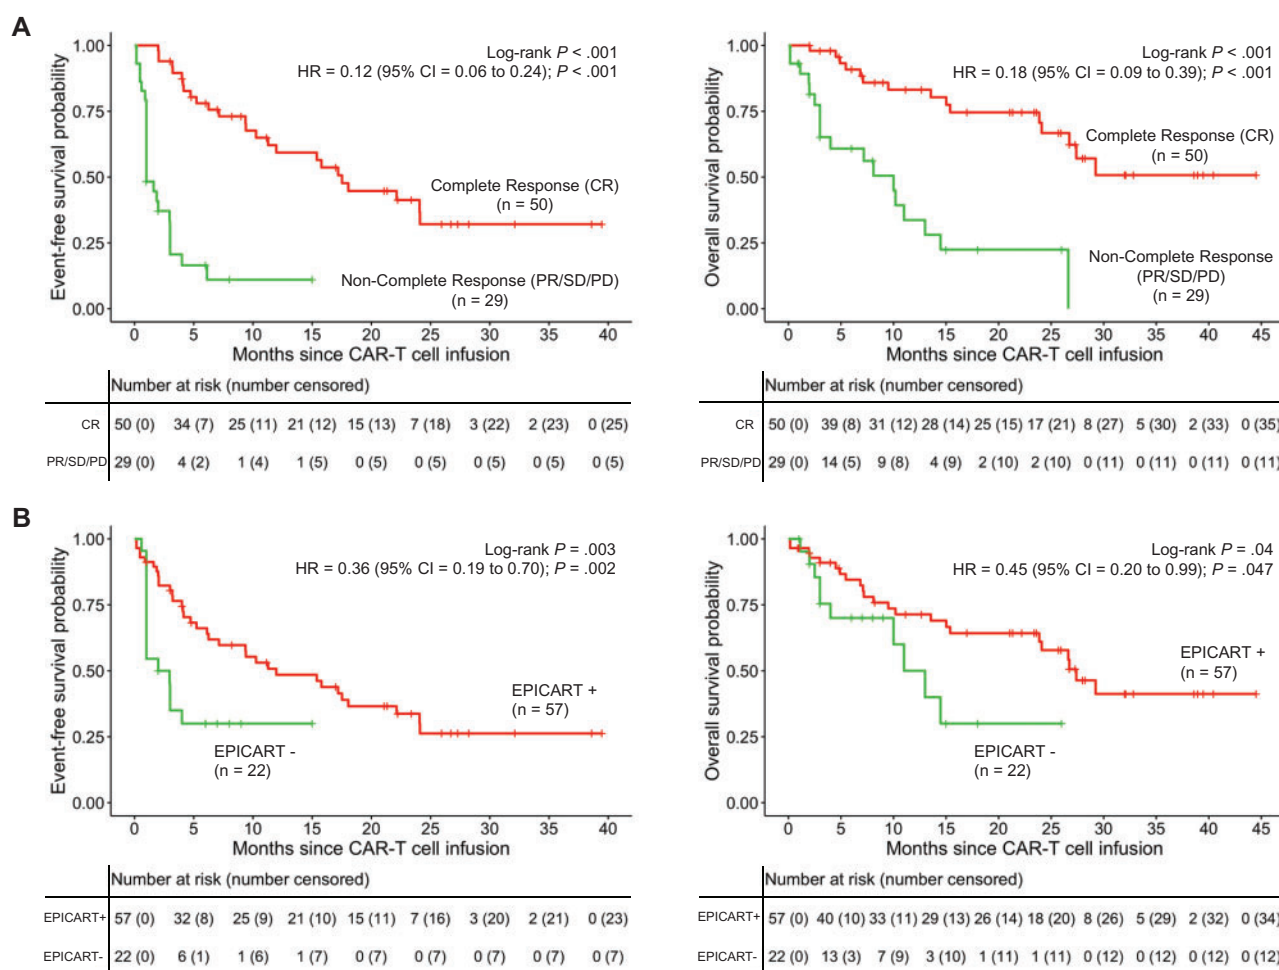 A
Event-free survival probability
1.00
0.75
0.50
0.25
0.00
Log-rank P < .001
HR = 0.12 (95% CI = 0.06 to 0.24); P < .001
Complete Response (CR)
(n = 50)
Non-Complete Response (PR/SD/PD)
(n = 29)
0 5 10 15 20 25 30 35 40
Months since CAR-T cell infusion
Number at risk (number censored)
CR 50 (0) 34 (7) 25 (11) 21 (12) 15 (13) 7 (18) 3 (22) 2 (23) 0 (25)
PR/SD/PD 29 (0) 4 (2) 1 (4) 1 (5) 0 (5) 0 (5) 0 (5) 0 (5) 0 (5)
Overall survival probability
1.00
0.75
0.50
0.25
0.00
Log-rank P < .001
HR = 0.18 (95% CI = 0.09 to 0.39); P < .001
Complete Response (CR)
(n = 50)
Non-Complete Response
(PR/SD/PD)
(n = 29)
0 5 10 15 20 25 30 35 40 45
Months since CAR-T cell infusion
Number at risk (number censored)
CR 50 (0) 39 (8) 31 (12) 28 (14) 25 (15) 17 (21) 8 (27) 5 (30) 2 (33) 0 (35)
PR/SD/PD 29 (0) 14 (5) 9 (8) 4 (9) 2 (10) 2 (10) 0 (11) 0 (11) 0 (11) 0 (11)
B
Event-free survival probability
1.00
0.75
0.50
0.25
0.00
Log-rank P = .003
HR = 0.36 (95% CI = 0.19 to 0.70); P = .002
EPICART +
(n = 57)
EPICART -
(n = 22)
0 5 10 15 20 25 30 35 40
Months since CAR-T cell infusion
Number at risk (number censored)
EPICART+ 57 (0) 32 (8) 25 (9) 21 (10) 15 (11) 7 (16) 3 (20) 2 (21) 0 (23)
EPICART- 22 (0) 6 (1) 1 (6) 1 (7) 0 (7) 0 (7) 0 (7) 0 (7) 0 (7)
Overall survival probability
1.00
0.75
0.50
0.25
0.00
Log-rank P = .04
HR = 0.45 (95% CI = 0.20 to 0.99); P = .047
EPICART +
(n = 57)
EPICART -
(n = 22)
0 5 10 15 20 25 30 35 40 45
Months since CAR-T cell infusion
Number at risk (number censored)
EPICART+ 57 (0) 40 (10) 33 (11) 29 (13) 26 (14) 18 (20) 8 (26) 5 (29) 2 (32) 0 (34)
EPICART- 22 (0) 13 (3) 7 (9) 3 (10) 1 (11) 1 (11) 0 (12) 0 (12) 0 (12) 0 (12)